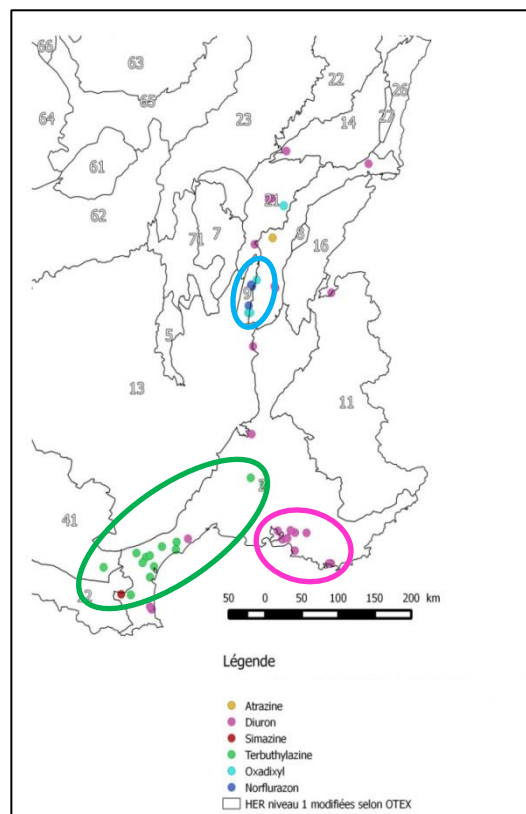 66
63
22
26
65
14
27
64
23
61
21
62
71
7
8
16
9
5
13
11
41
50 0 50 100 150 200 km
Légende
Atrazine
Diuron
Simazine
Terbuthylazine
Oxadixyl
Norflurazon
HER niveau 1 modifiées selon OTEX